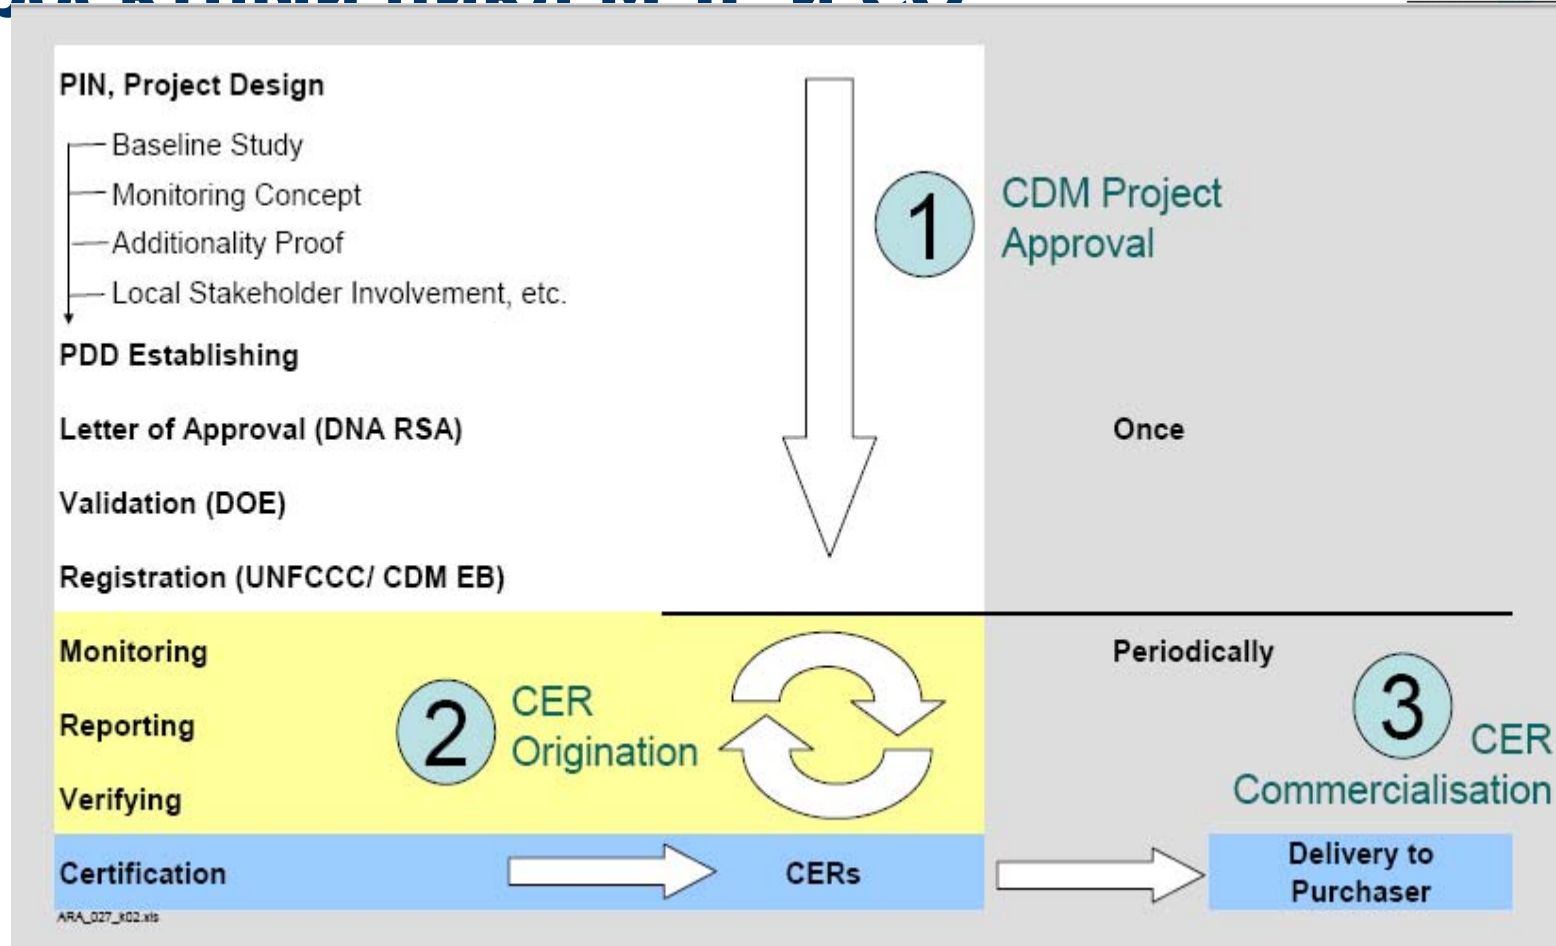 PIN, Project Design
Baseline Study
Monitoring Concept
Additionality Proof
Local Stakeholder Involvement, etc.
PDD Establishing
Letter of Approval (DNA RSA)
Validation (DOE)
Registration (UNFCCC/ CDM EB)
1
CDM Project
Approval
Once
Monitoring
Reporting
Verifying
2
CER
Origination
Periodically
3
CER
Commercialisation
Certification
CERs
Delivery to
Purchaser
ARA_027_k02.xls